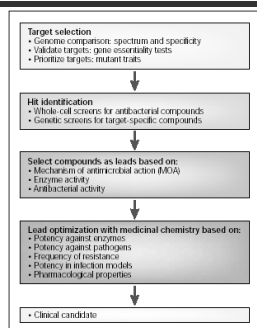 Target selection
• Genome comparison: spectrum and specificity
• Validate targets: gene essentiality tests
• Prioritize targets: mutant traits
Hit identification
• Whole-cell screens for antibacterial compounds
• Genetic screens for target-specific compounds
Select compounds as leads based on:
• Mechanism of antimicrobial action (MOA)
• Enzyme activity
• Antibacterial activity
Lead optimization with medicinal chemistry based on:
• Potency against enzymes
• Potency against pathogens
• Frequency of resistance
• Potency in infection models
• Pharmacological properties
• Clinical candidate